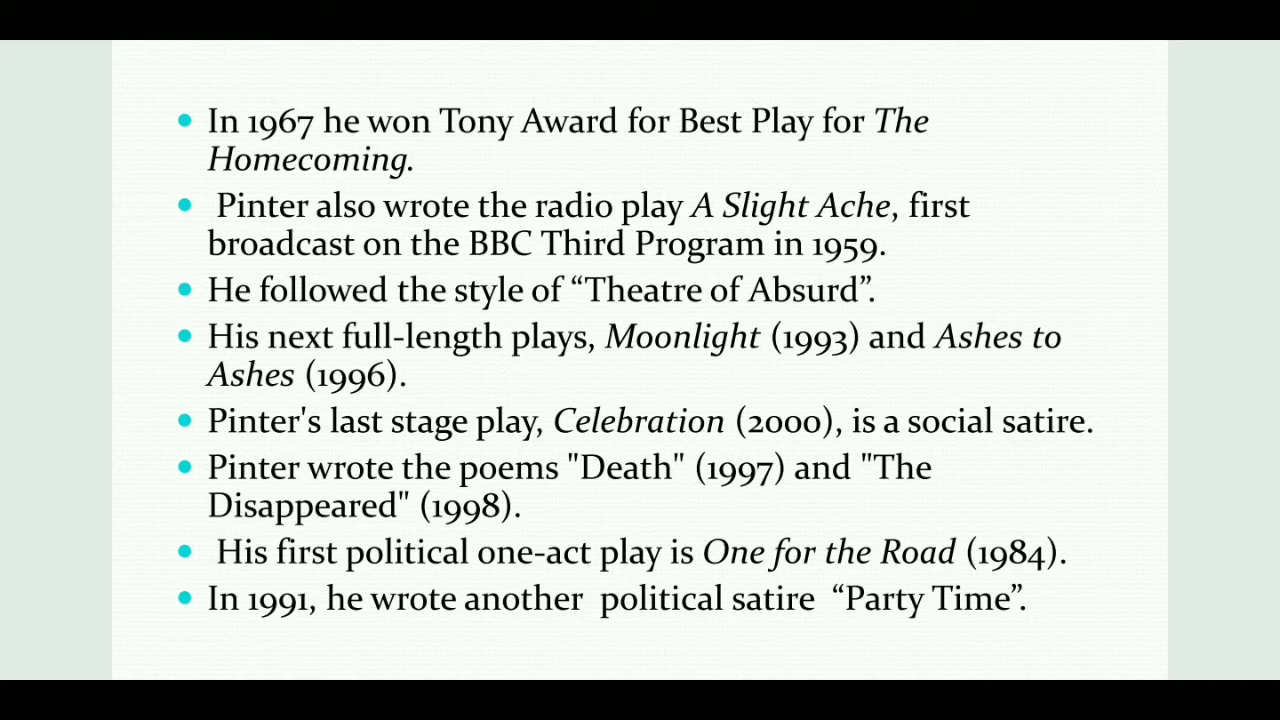 • In 1967 he won Tony Award for Best Play for The
Homecoming.
• Pinter also wrote the radio play A Slight Ache, first
broadcast on the BBC Third Program in 1959.
• He followed the style of “Theatre of Absurd”.
• His next full-length plays, Moonlight (1993) and Ashes to
Ashes (1996).
• Pinter's last stage play, Celebration (2000), is a social satire.
• Pinter wrote the poems "Death" (1997) and "The
Disappeared" (1998).
• His first political one-act play is One for the Road (1984).
• In 1991, he wrote another political satire “Party Time”.